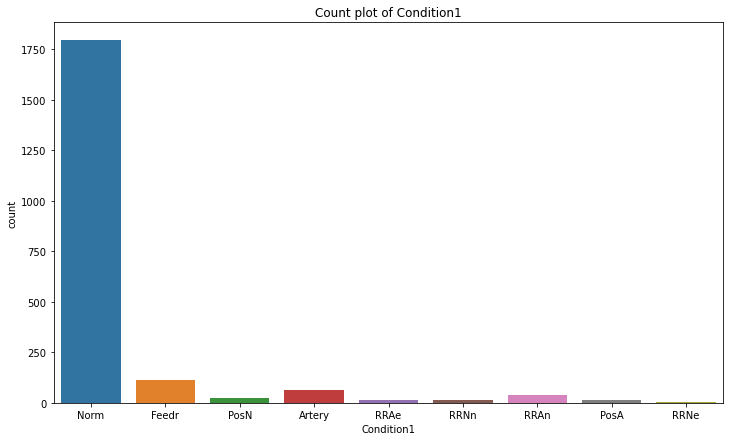 Count plot of Condition1
1750
1500
1250
1000
750
500
250
0
count
Norm Feedr PosN Artery RRAe RRNn RRAn PosA RRNe
Condition1